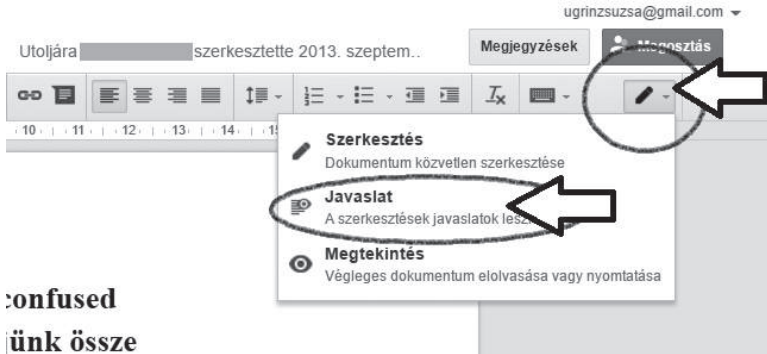 ugrinzsuzsa@gmail.com
Utoljára szerkesztette 2013. szeptem..
Megjegyzések
Megosztás
10 11 12 13 14
Szerkesztés
Dokumentum közvetlen szerkesztése
Javaslat
A szerkesztések javaslatok
Megtekintés
Végleges dokumentum elolvasása vagy nyomtatása
confused
jünk össze